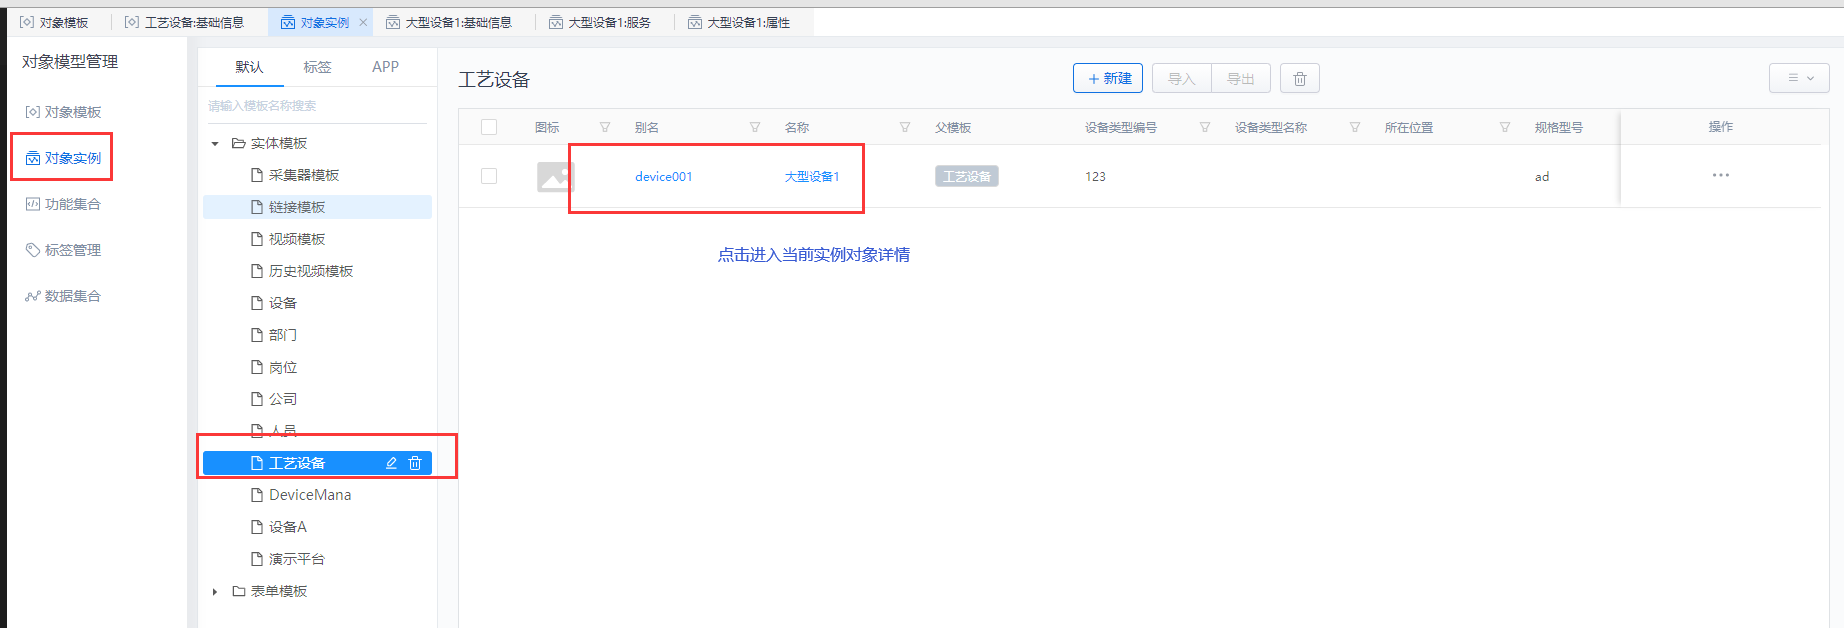 对象模板 工艺设备:基础信息 对象实例 大型设备1:基础信息 大型设备1:服务 大型设备1:属性
对象模型管理
对象模板
对象实例
功能集合
标签管理
数据集合
默认 标签 APP
请输入模板名称搜索
实体模板
采集器模板
链接模板
视频模板
历史视频模板
设备
部门
岗位
公司
人员
工艺设备
DeviceMana
设备A
演示平台
表单模板
工艺设备
新建 导入 导出
图标 别名 名称 父模板 设备类型编号 设备类型名称 所在位置 规格型号 操作
device001 大型设备1 工艺设备 123 ad
点击进入当前实例对象详情